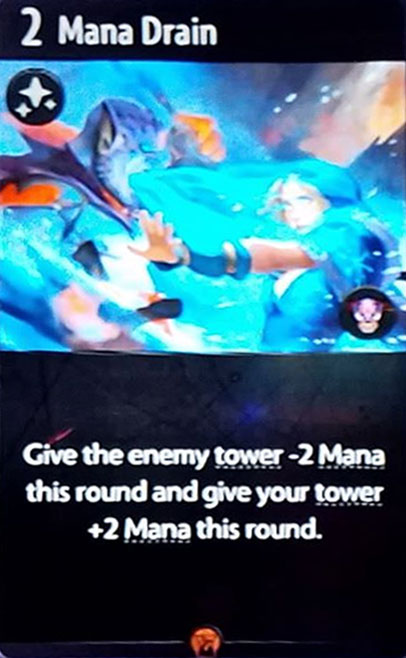 2 Mana Drain
Give the enemy tower -2 Mana
this round and give your tower
+2 Mana this round.